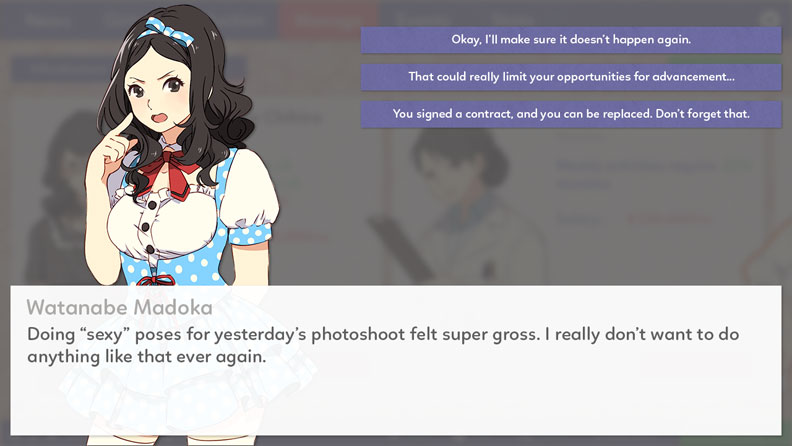 Okay, I'll make sure it doesn't happen again.
That could really limit your opportunities for advancement...
You signed a contract, and you can be replaced. Don't forget that.
Watanabe Madoka
Doing “sexy” poses for yesterday's photoshoot felt super gross. I really don't want to do
anything like that ever again.